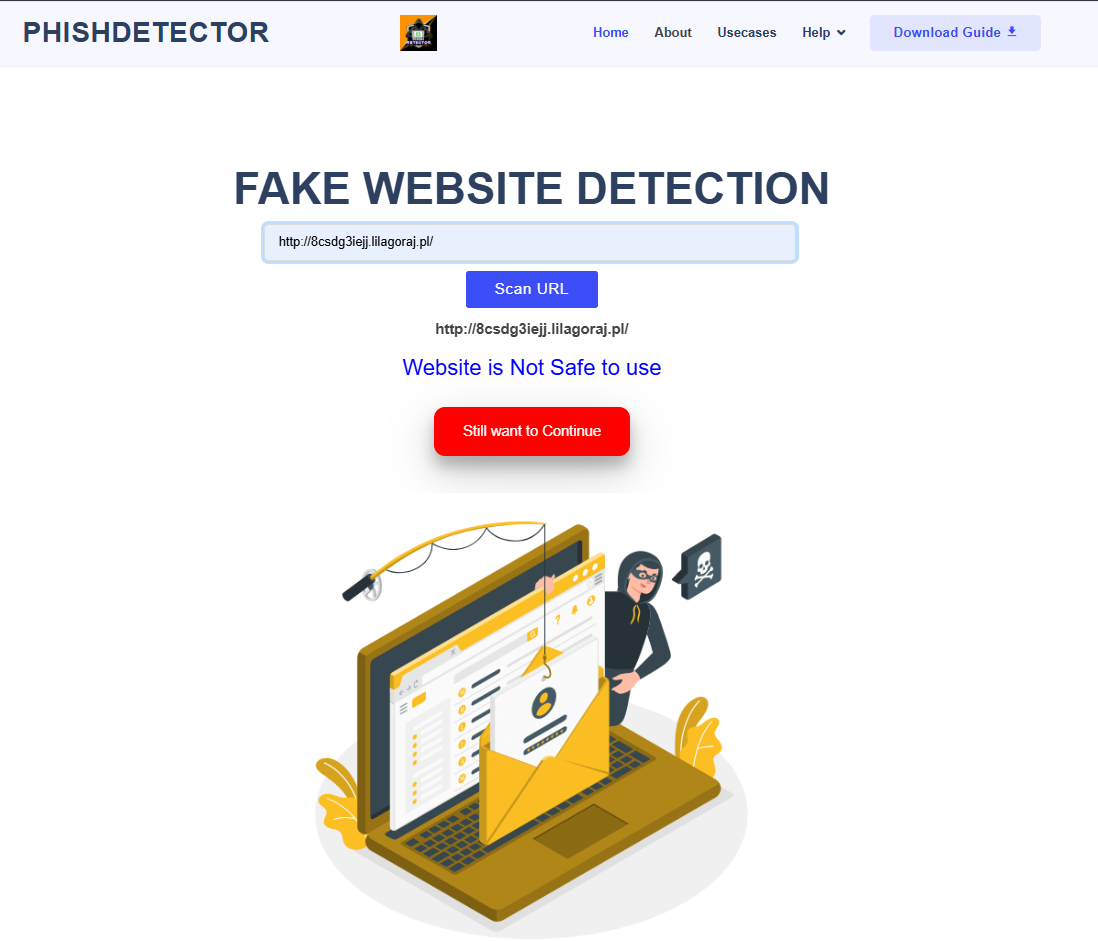 PHISHDETECTOR
DETECTOR
Home About Usecases Help Download Guide
FAKE WEBSITE DETECTION
http://8csdg3iejj.lilagoraj.pl/
Scan URL
http://8csdg3iejj.lilagoraj.pl/
Website is Not Safe to use
Still want to Continue